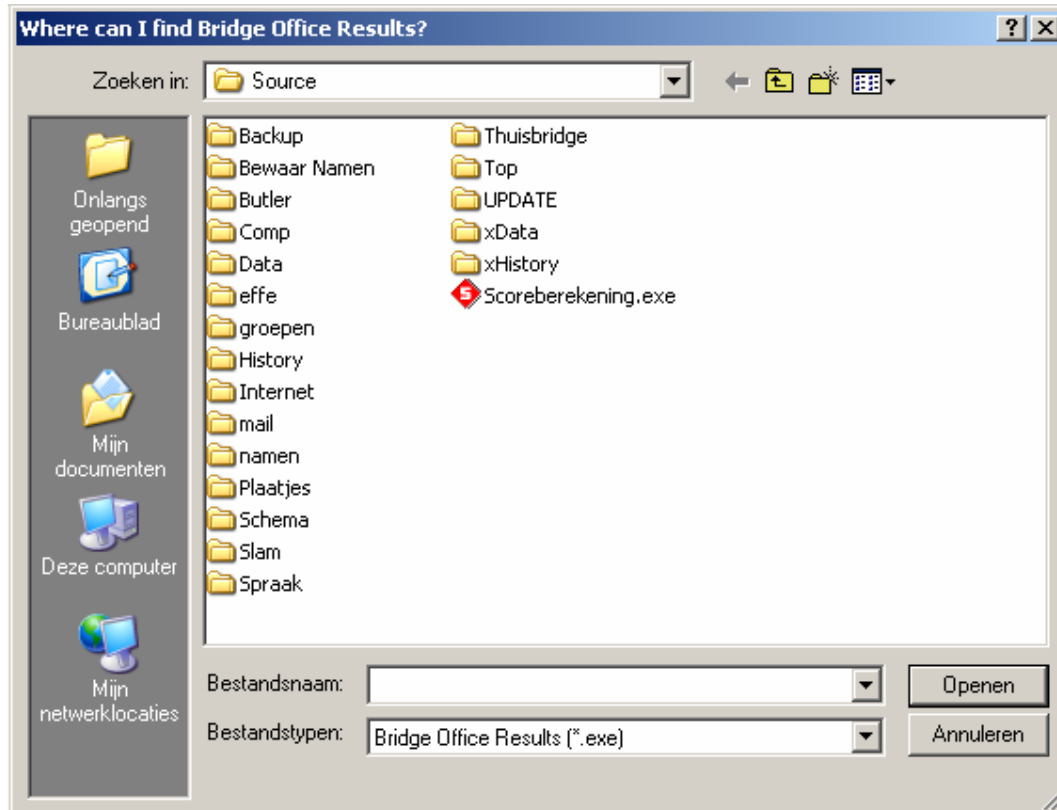 Where can I find Bridge Office Results?
Zoeken in:
Source
Onlangs
geopend
Bureaublad
Mijn
documenten
Deze computer
Mijn
netwerklocaties
Backup
Bewaar Namen
Butler
Comp
Data
effe
groepen
History
Internet
mail
namen
Plaatjes
Schema
Slam
Spraak
Thuisbridge
Top
UPDATE
xData
xHistory
Scoreberekening.exe
Bestandsnaam:
Openen
Bestandstypen:
Bridge Office Results (*.exe)
Annuleren